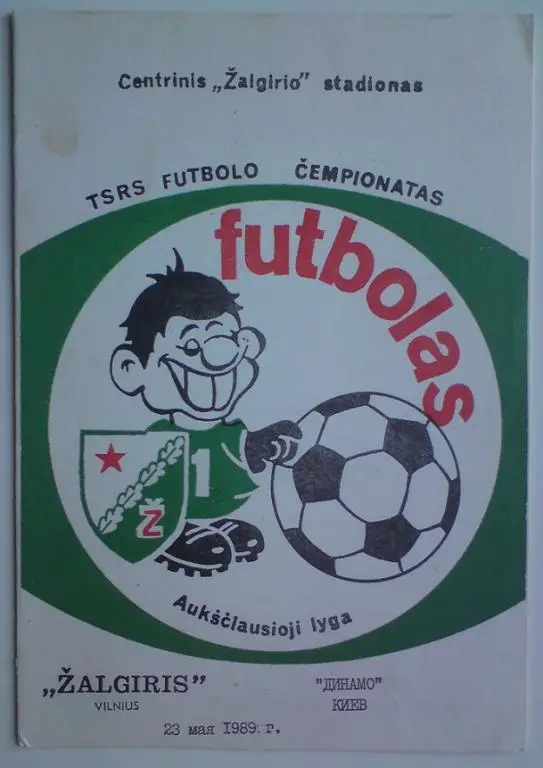 Centrinis „Žalgirio” stadionas
TSRS FUTBOLO ČEMPIONATAS
futbolas
1
Ž
Aukščiausioji lyga
„ŽALGIRIS”
VILNIUS
"ДИНАМО"
КИЕВ
23 мая 1989 г.